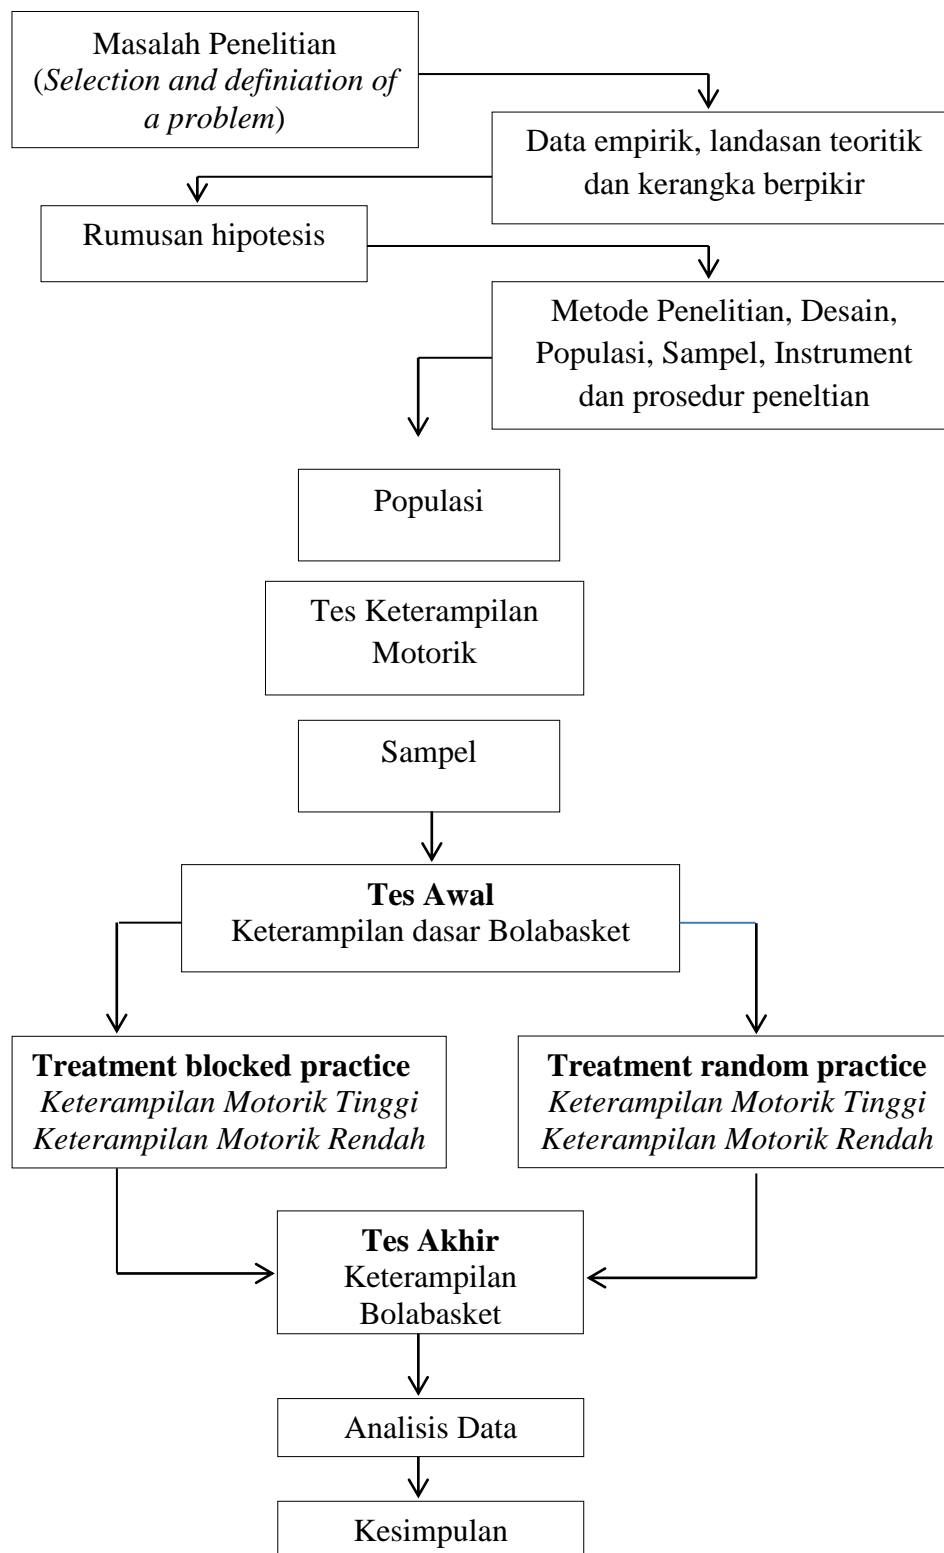 Masalah Penelitian
(Selection and definiation of
a problem)
Data empirik, landasan teoritik
dan kerangka berpikir
Rumusan hipotesis
Metode Penelitian, Desain,
Populasi, Sampel, Instrument
dan prosedur peneltian
Populasi
Tes Keterampilan
Motorik
Sampel
Tes Awal
Keterampilan dasar Bolabasket
Treatment blocked practice
Keterampilan Motorik Tinggi
Keterampilan Motorik Rendah
Treatment random practice
Keterampilan Motorik Tinggi
Keterampilan Motorik Rendah
Tes Akhir
Keterampilan
Bolabasket
Analisis Data
Kesimpulan